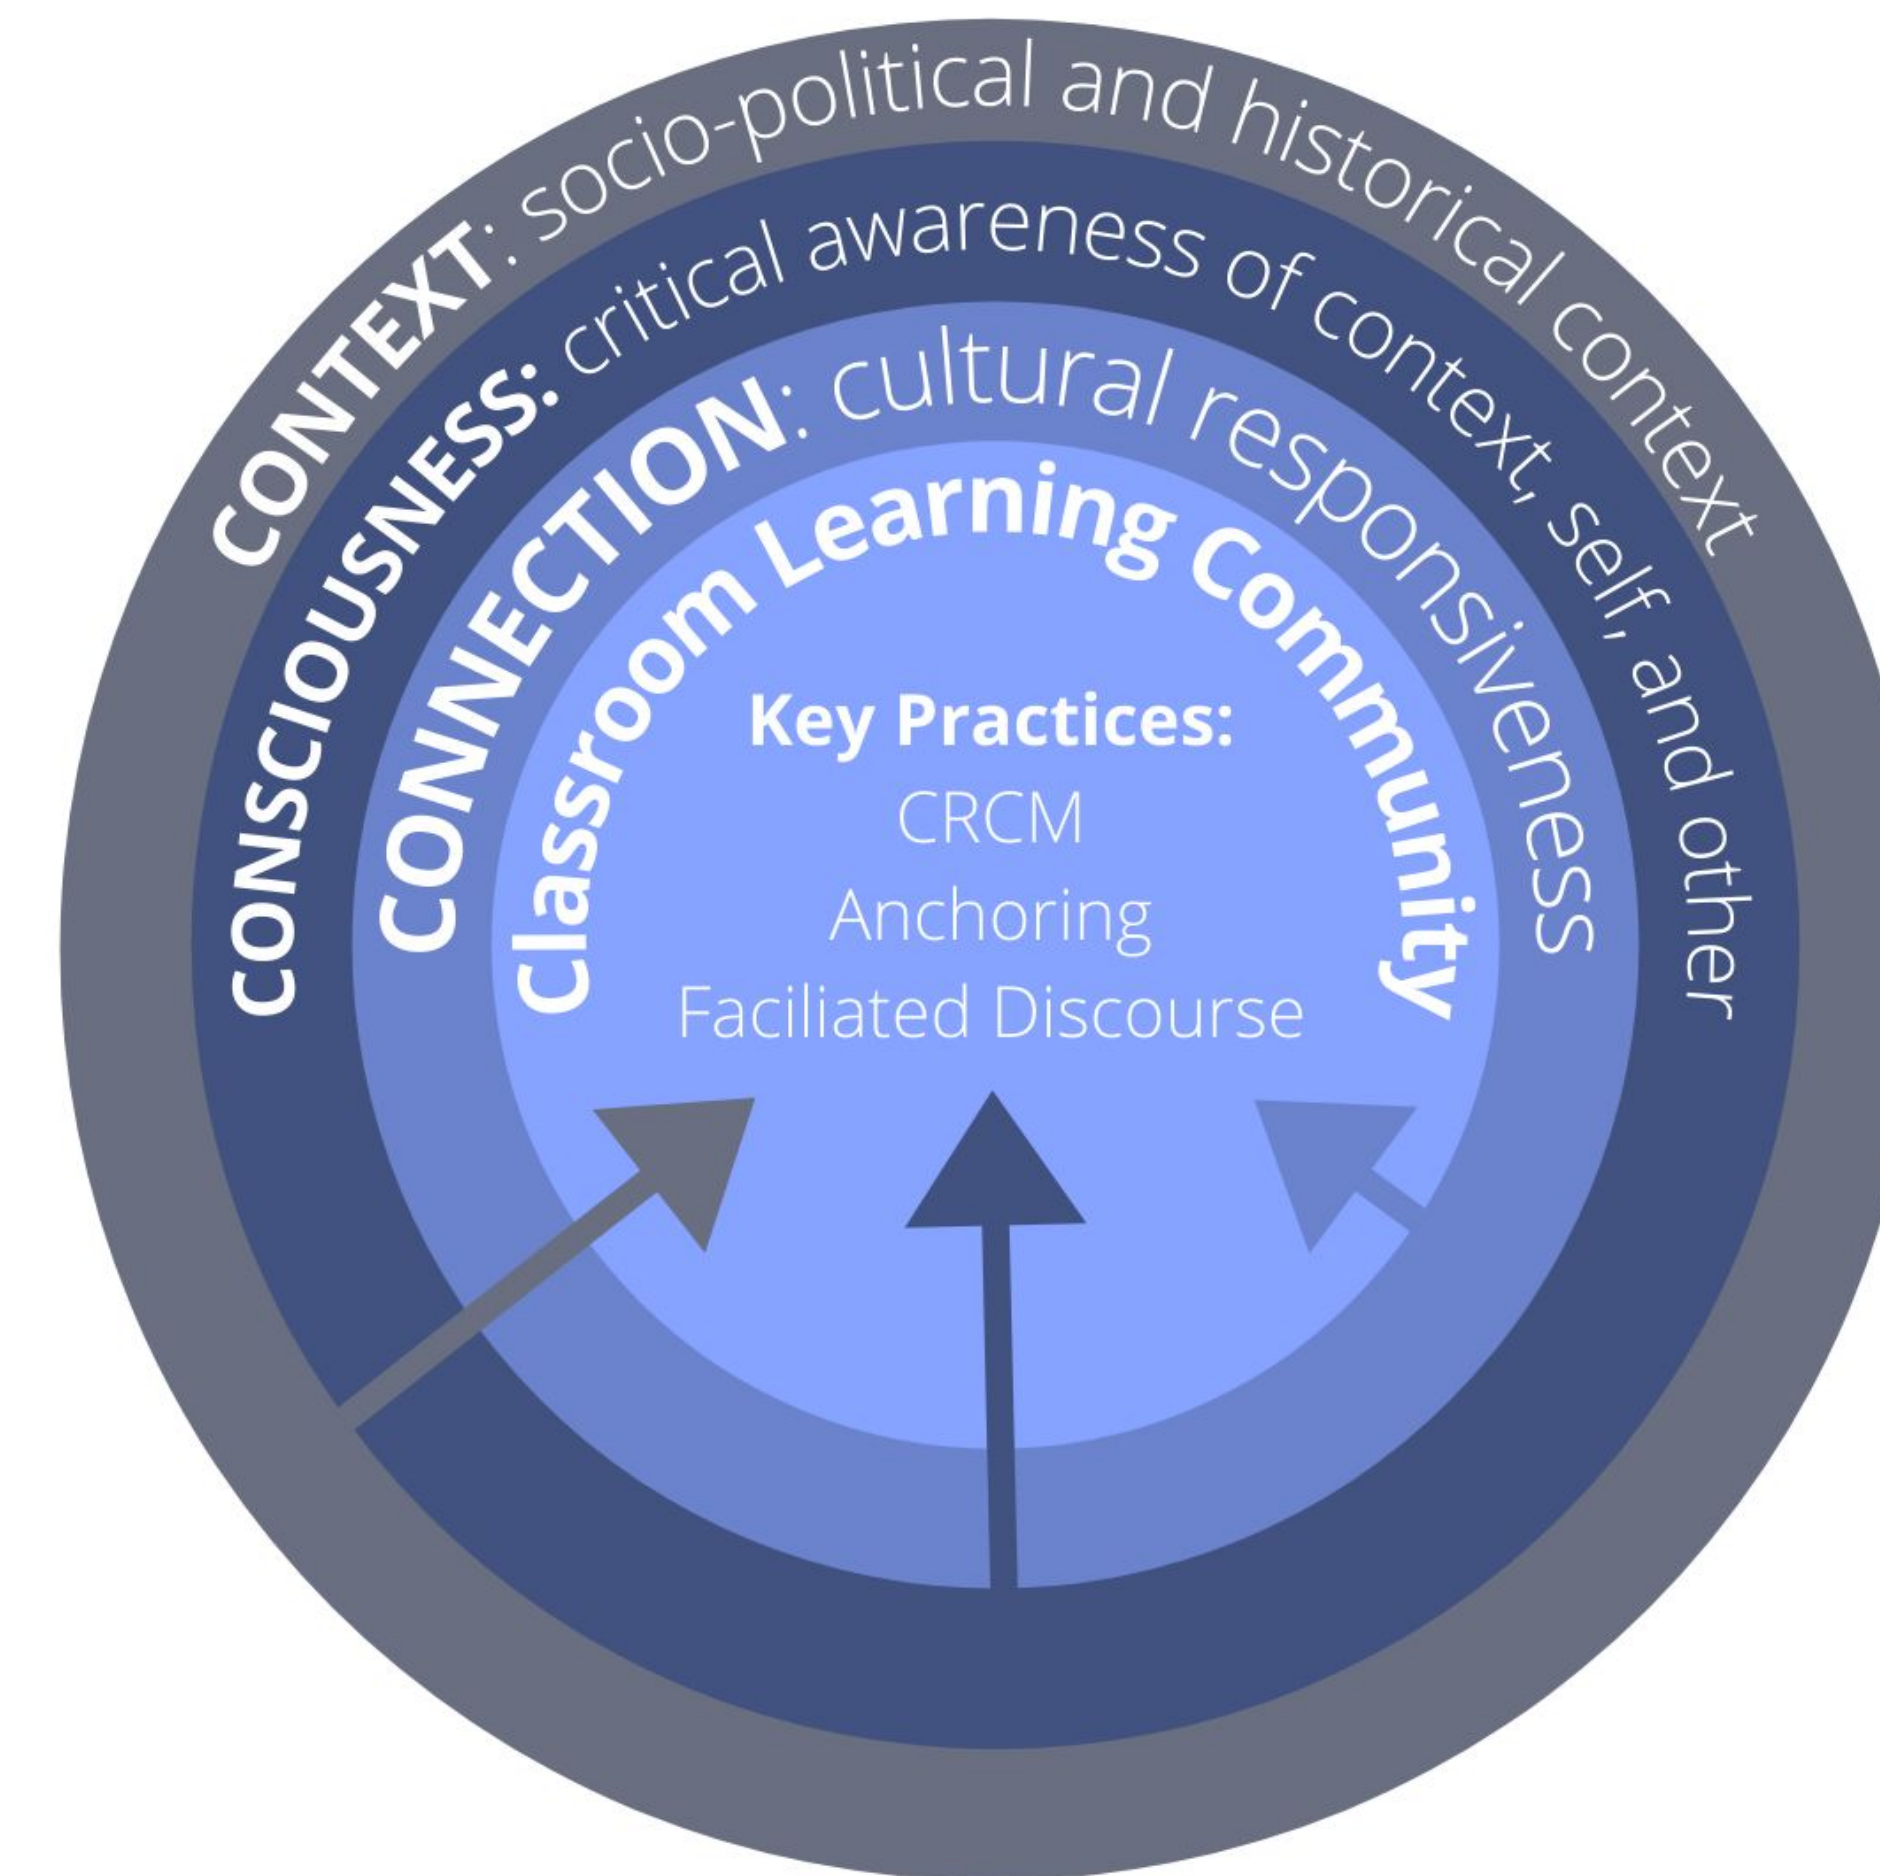 CONTEXT: socio-political and historical context
CONSCIOUSNESS: critical awareness of context, self, and other
CONNECTION: cultural responsiveness
Classroom Learning Community
Key Practices:
CRCM
Anchoring
Faciliated Discourse